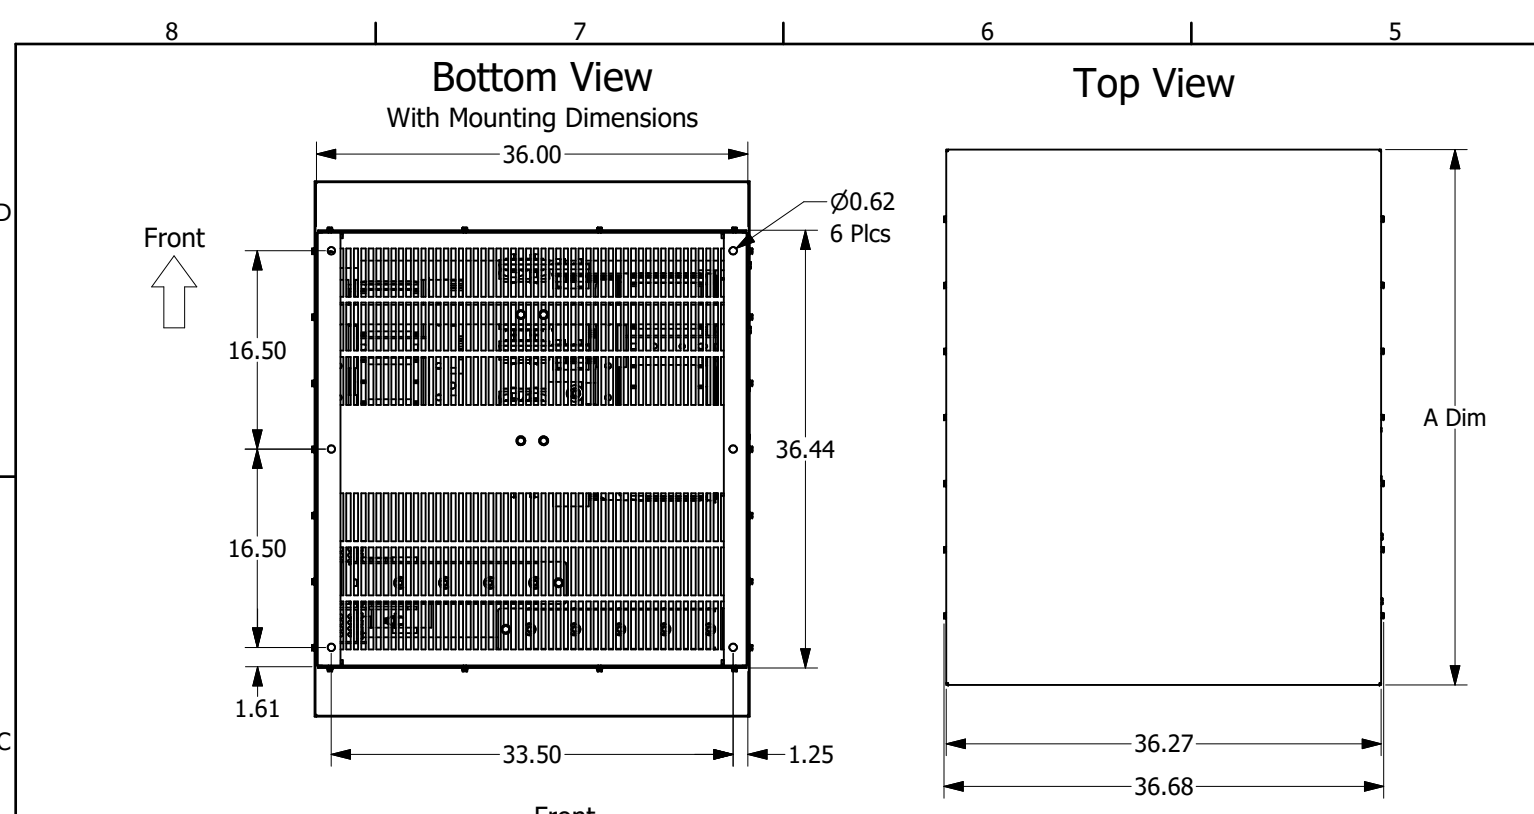 8 7 6 5
Bottom View
With Mounting Dimensions
Top View
36.00
D
Ø0.62
6 Plcs
Front
16.50
A Dim
36.44
16.50
1.61
C
33.50
1.25
36.27
36.68